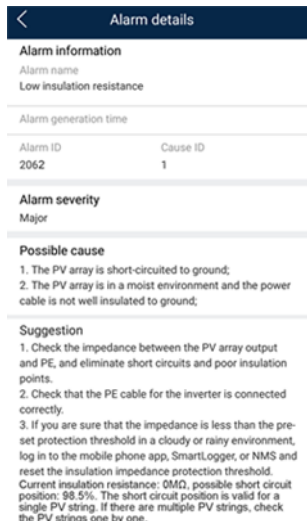 Alarm details
Alarm information
Alarm name
Low insulation resistance
Alarm generation time
Alarm ID Cause ID
2062 1
Alarm severity
Major
Possible cause
1. The PV array is short-circuited to ground;
2. The PV array is in a moist environment and the power
cable is not well insulated to ground;
Suggestion
1. Check the impedance between the PV array output
and PE, and eliminate short circuits and poor insulation
points.
2. Check that the PE cable for the inverter is connected
correctly.
3. If you are sure that the impedance is less than the pre-
set protection threshold in a cloudy or rainy environment,
log in to the mobile phone app, SmartLogger, or NMS and
reset the insulation impedance protection threshold.
Current insulation resistance: 0MΩ, possible short circuit
position: 98.5%. The short circuit position is valid for a
single PV string. If there are multiple PV strings, check
the PV strings one by one.